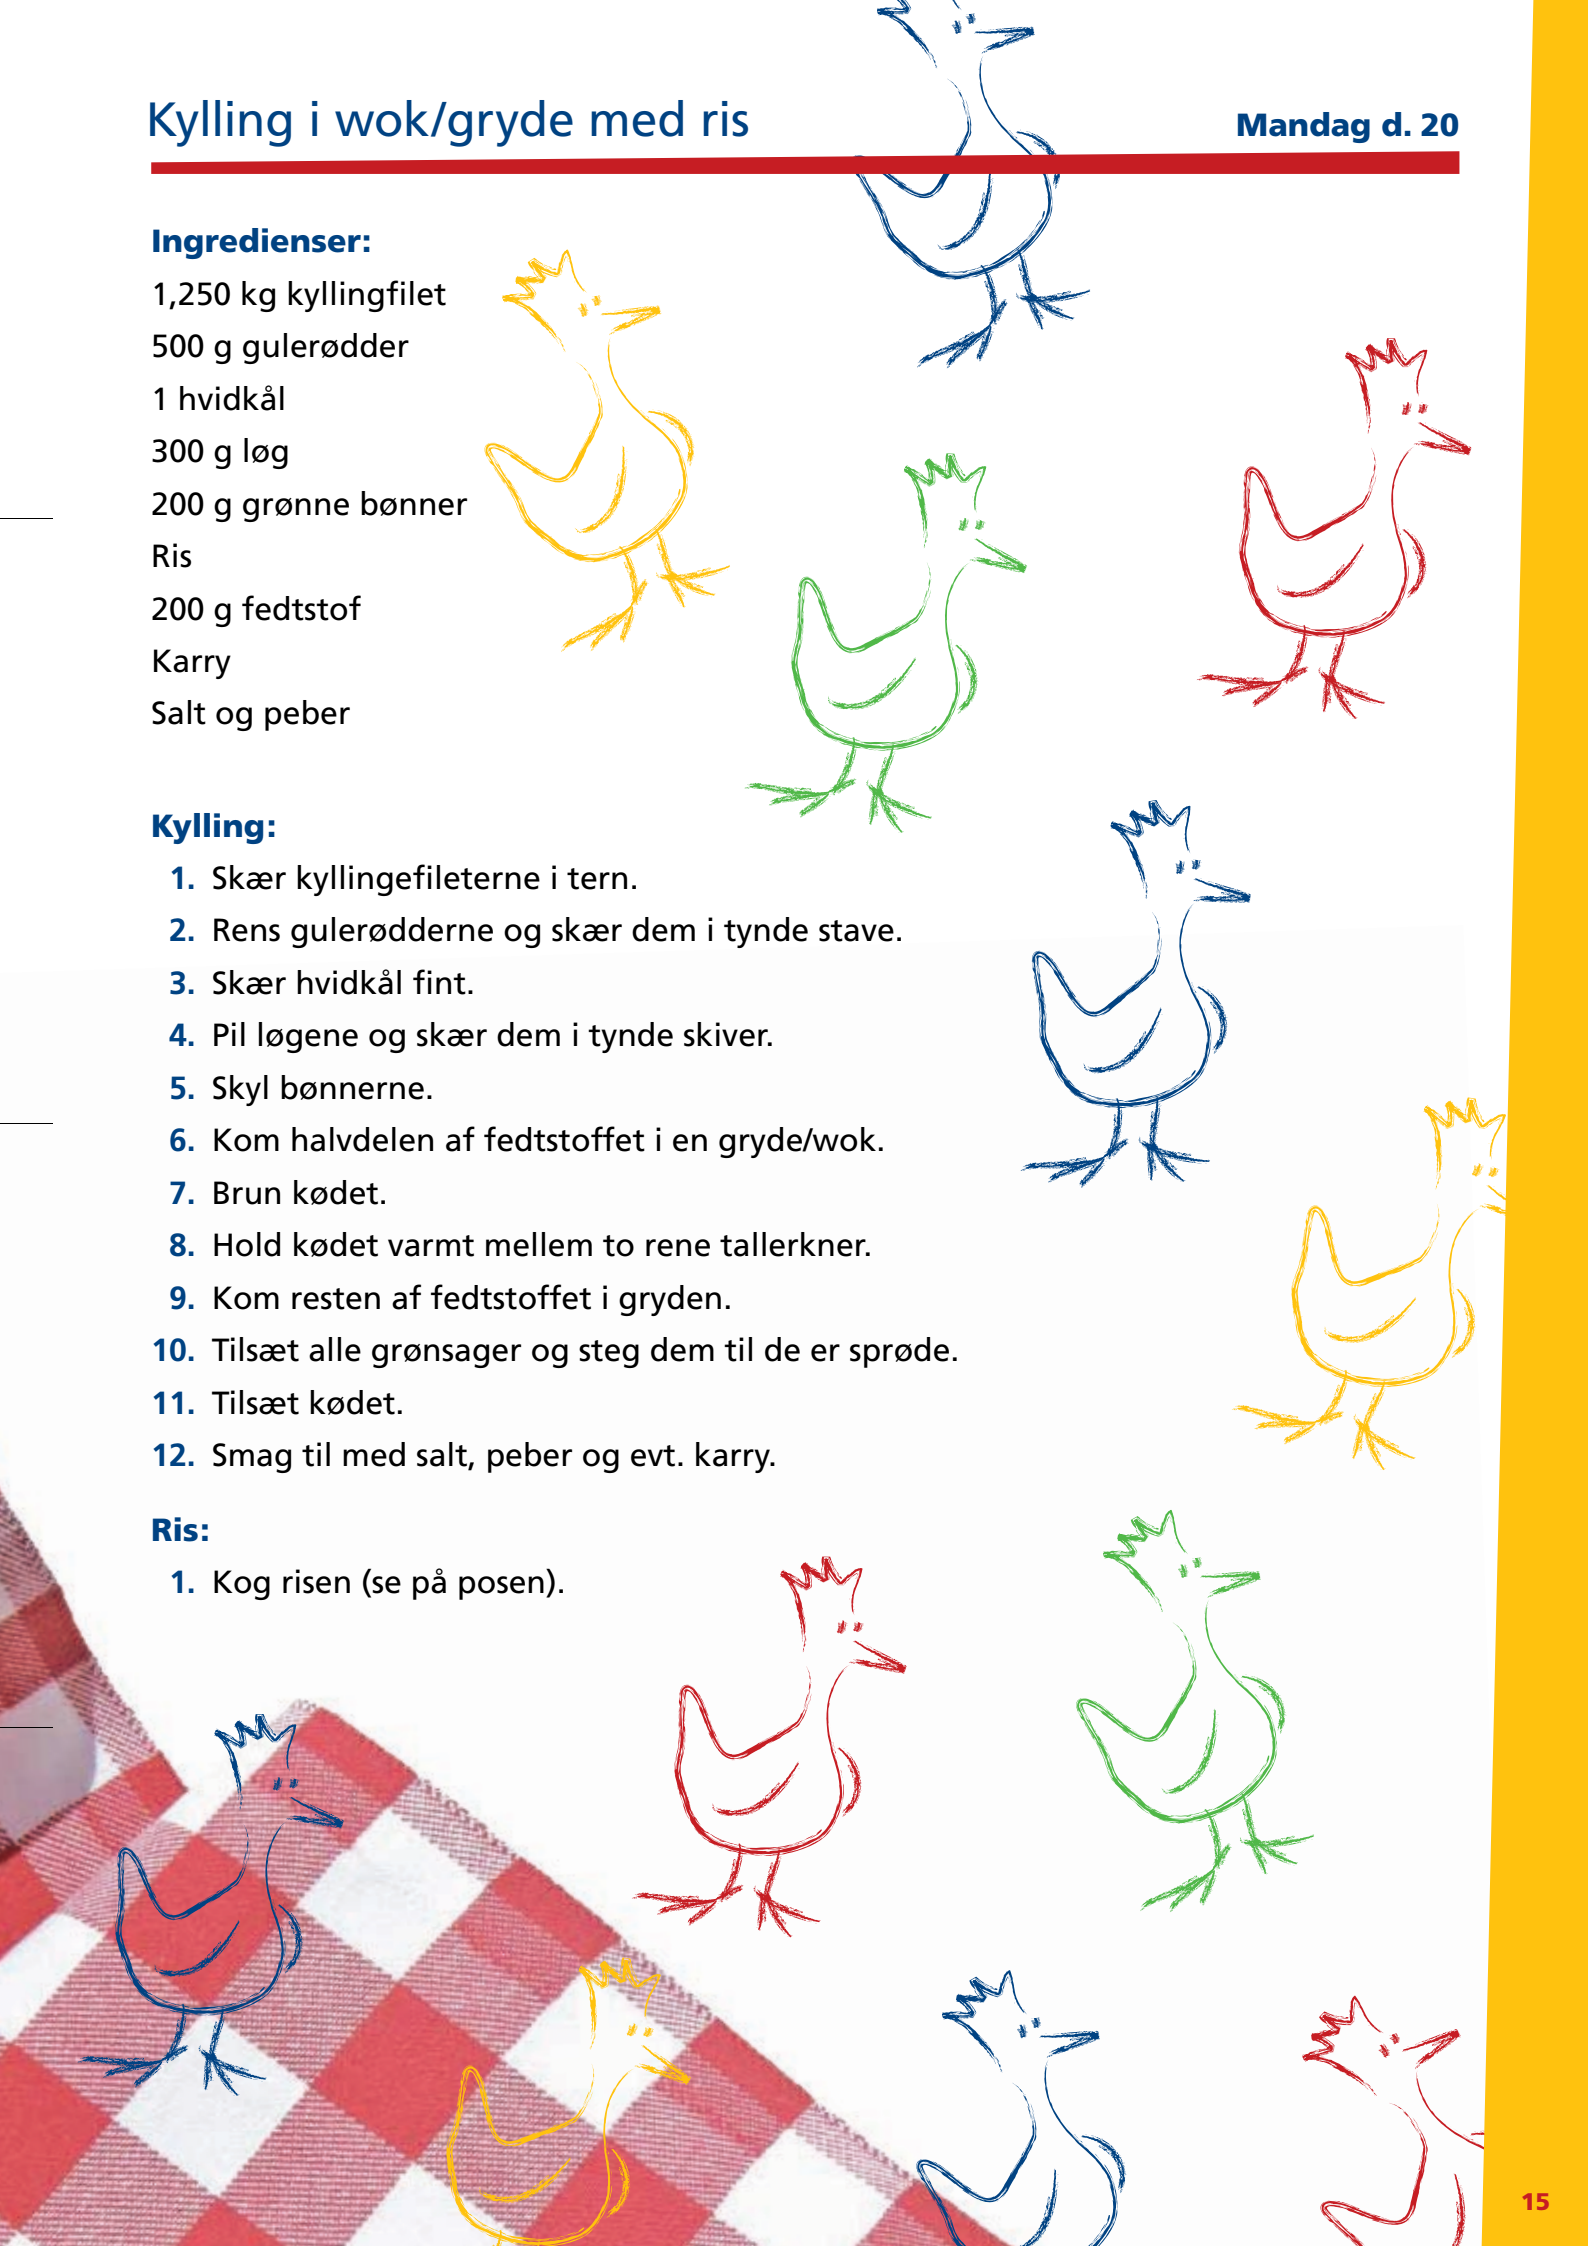 Kylling i wok/gryde med ris
Mandag d. 20
Ingredienser:
1,250 kg kyllingfilet
500 g gulerødder
1 hvidkål
300 g løg
200 g grønne bønner
Ris
200 g fedtstof
Karry
Salt og peber
Kylling:
1. Skær kyllingefileterne i tern.
2. Rens gulerødderne og skær dem i tynde stave.
3. Skær hvidkål fint.
4. Pil løgene og skær dem i tynde skiver.
5. Skyl bønnerne.
6. Kom halvdelen af fedtstoffet i en gryde/wok.
7. Brun kødet.
8. Hold kødet varmt mellem to rene tallerkner.
9. Kom resten af fedtstoffet i gryden.
10. Tilsæt alle grønsager og steg dem til de er sprøde.
11. Tilsæt kødet.
12. Smag til med salt, peber og evt. karry.
Ris:
1. Kog risen (se på posen).
15